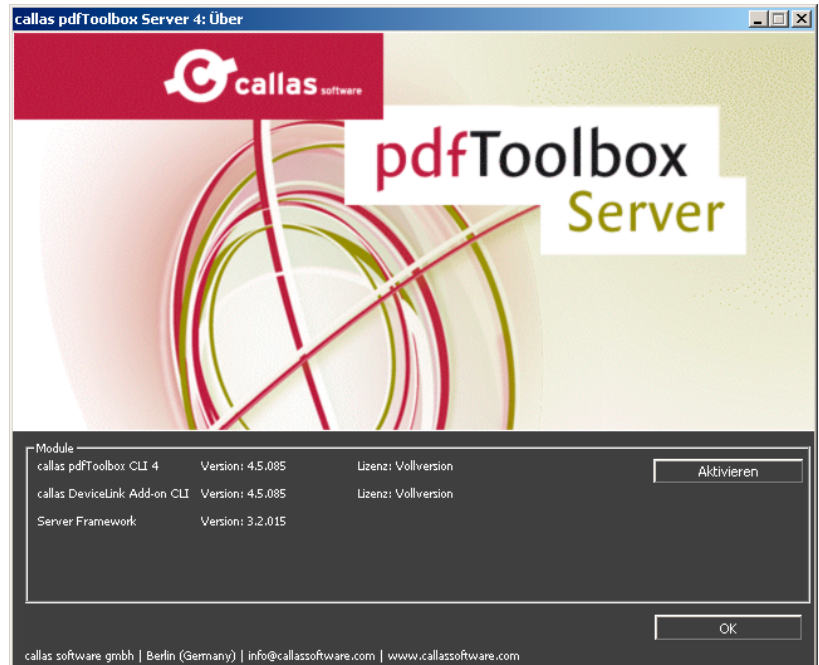 callas pdfToolbox Server 4: Über
callas software
pdfToolbox
Server
Module
callas pdfToolbox CLI 4 Version: 4.5.085 Lizenz: Vollversion
Aktivieren
callas DeviceLink Add-on CLI Version: 4.5.085 Lizenz: Vollversion
Server Framework Version: 3.2.015
OK
callas software gmbh | Berlin (Germany) | info@callassoftware.com | www.callassoftware.com